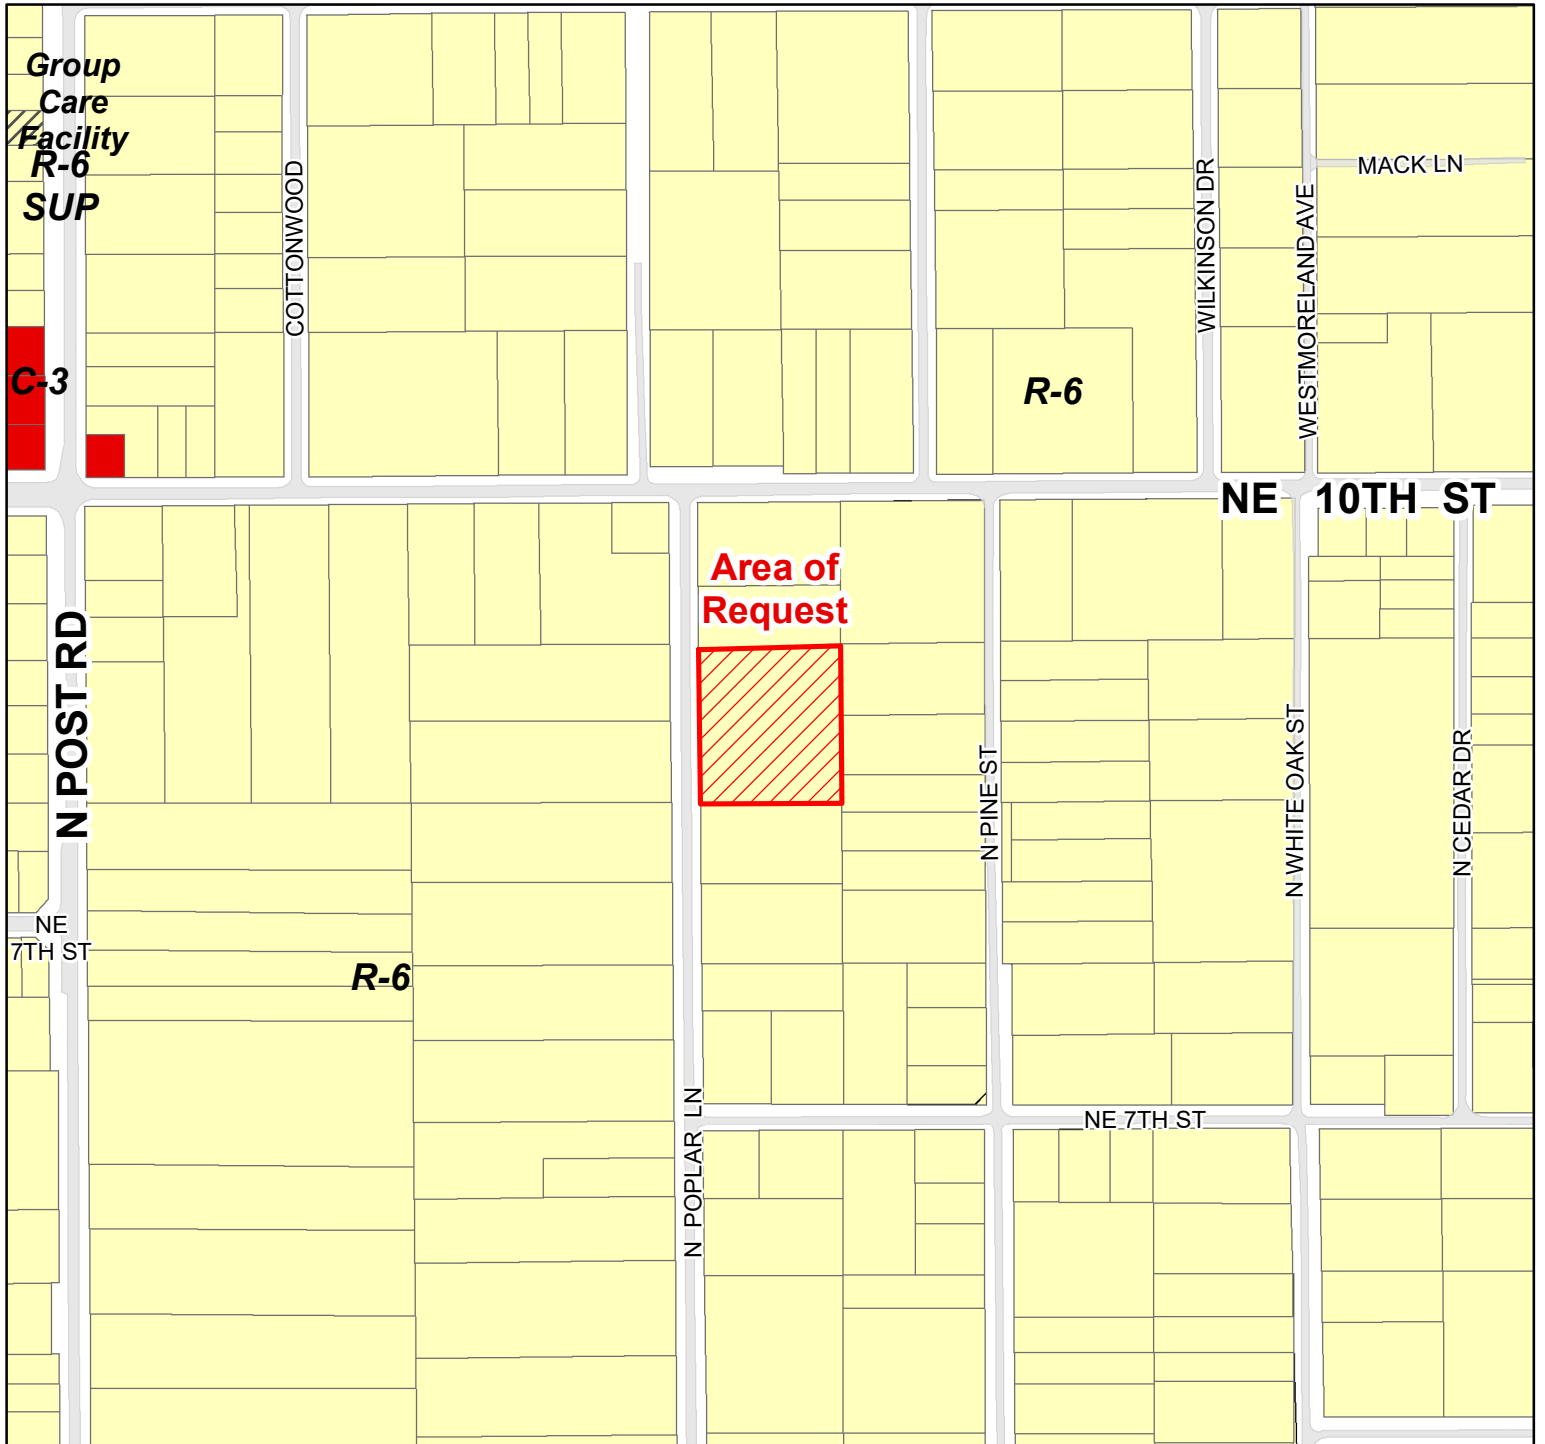 Group
Care
Facility
R-6
SUP
COTTONWOOD
WILKINSON DR
WESTMORELAND AVE
MACK LN
C-3
R-6
NE 10TH ST
Area of
Request
N POST RD
N PINE ST
N WHITE OAK ST
N CEDAR DR
NE
7TH ST
R-6
N POPLAR LN
NE 7TH ST